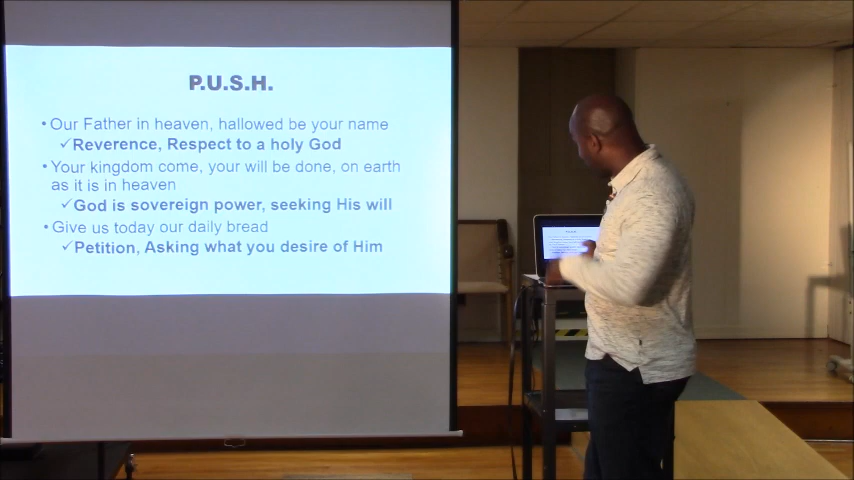 P.U.S.H.
• Our Father in heaven, hallowed be your name
✓Reverence, Respect to a holy God
• Your kingdom come, your will be done, on earth
as it is in heaven
✓God is sovereign power, seeking His will
• Give us today our daily bread
✓Petition, Asking what you desire of Him
P.U.S.H.